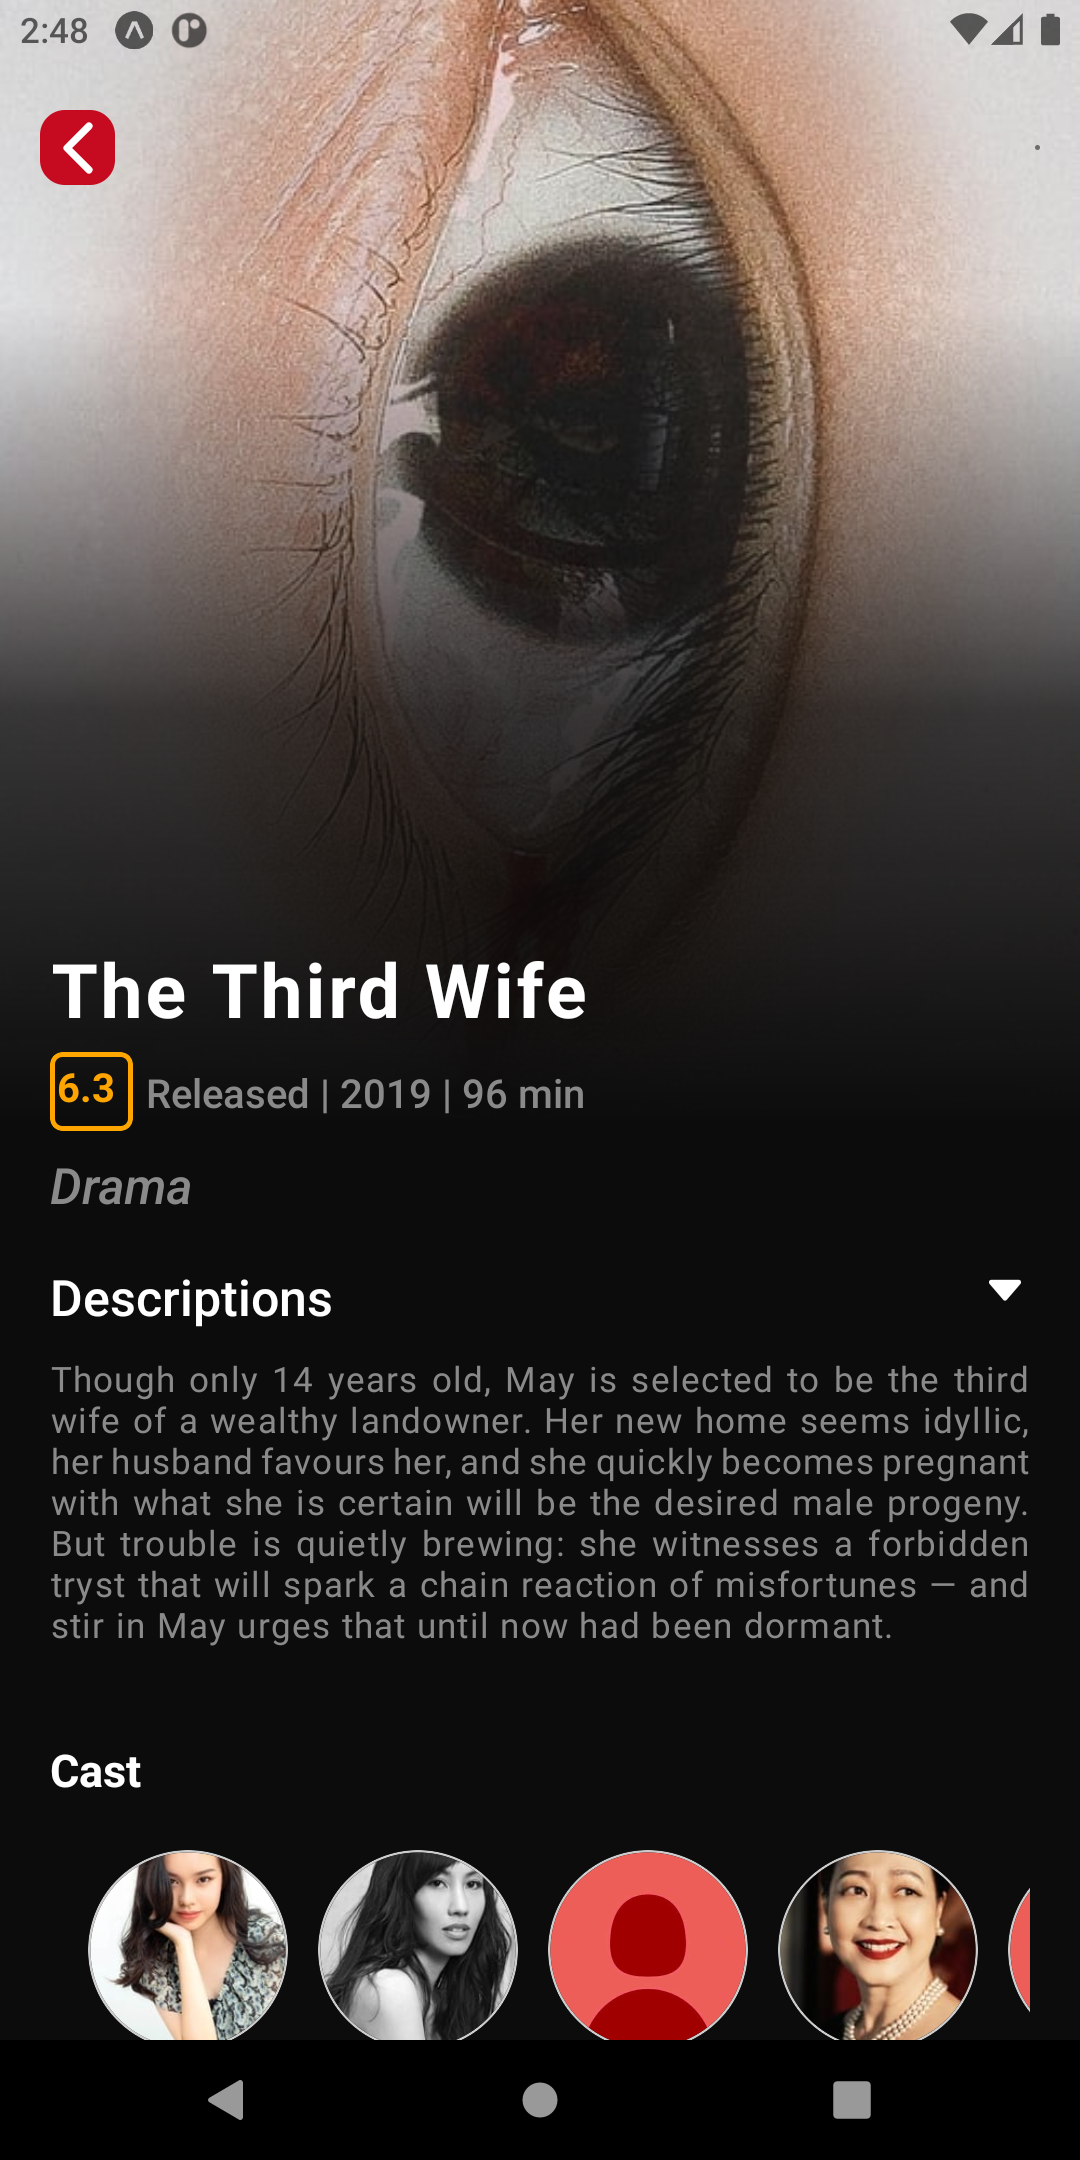 2:48
The Third Wife
6.3 Released | 2019 | 96 min
Drama
Descriptions
Though only 14 years old, May is selected to be the third
wife of a wealthy landowner. Her new home seems idyllic,
her husband favours her, and she quickly becomes pregnant
with what she is certain will be the desired male progeny.
But trouble is quietly brewing: she witnesses a forbidden
tryst that will spark a chain reaction of misfortunes — and
stir in May urges that until now had been dormant.
Cast